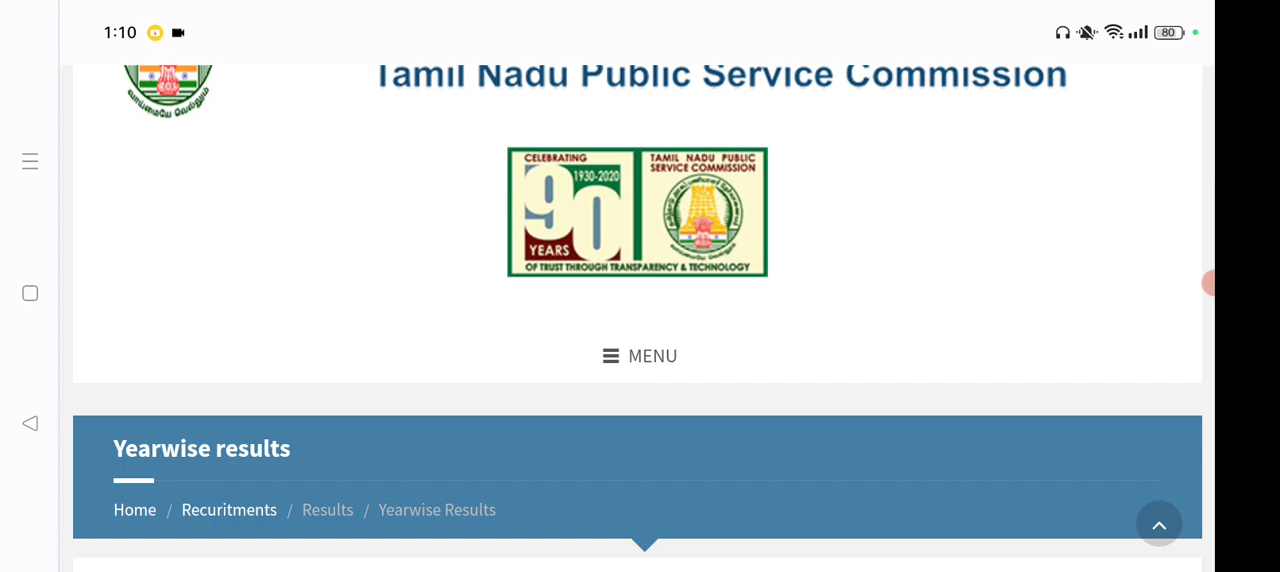 1:10
80
Tamil Nadu Public Service Commission
வாய்மையே வெல்லும்
CELEBRATING
1930-2020
90
YEARS
TAMIL NADU PUBLIC
SERVICE COMMISSION
OF TRUST THROUGH TRANSPARENCY & TECHNOLOGY
MENU
Yearwise results
Home / Recuritments / Results / Yearwise Results